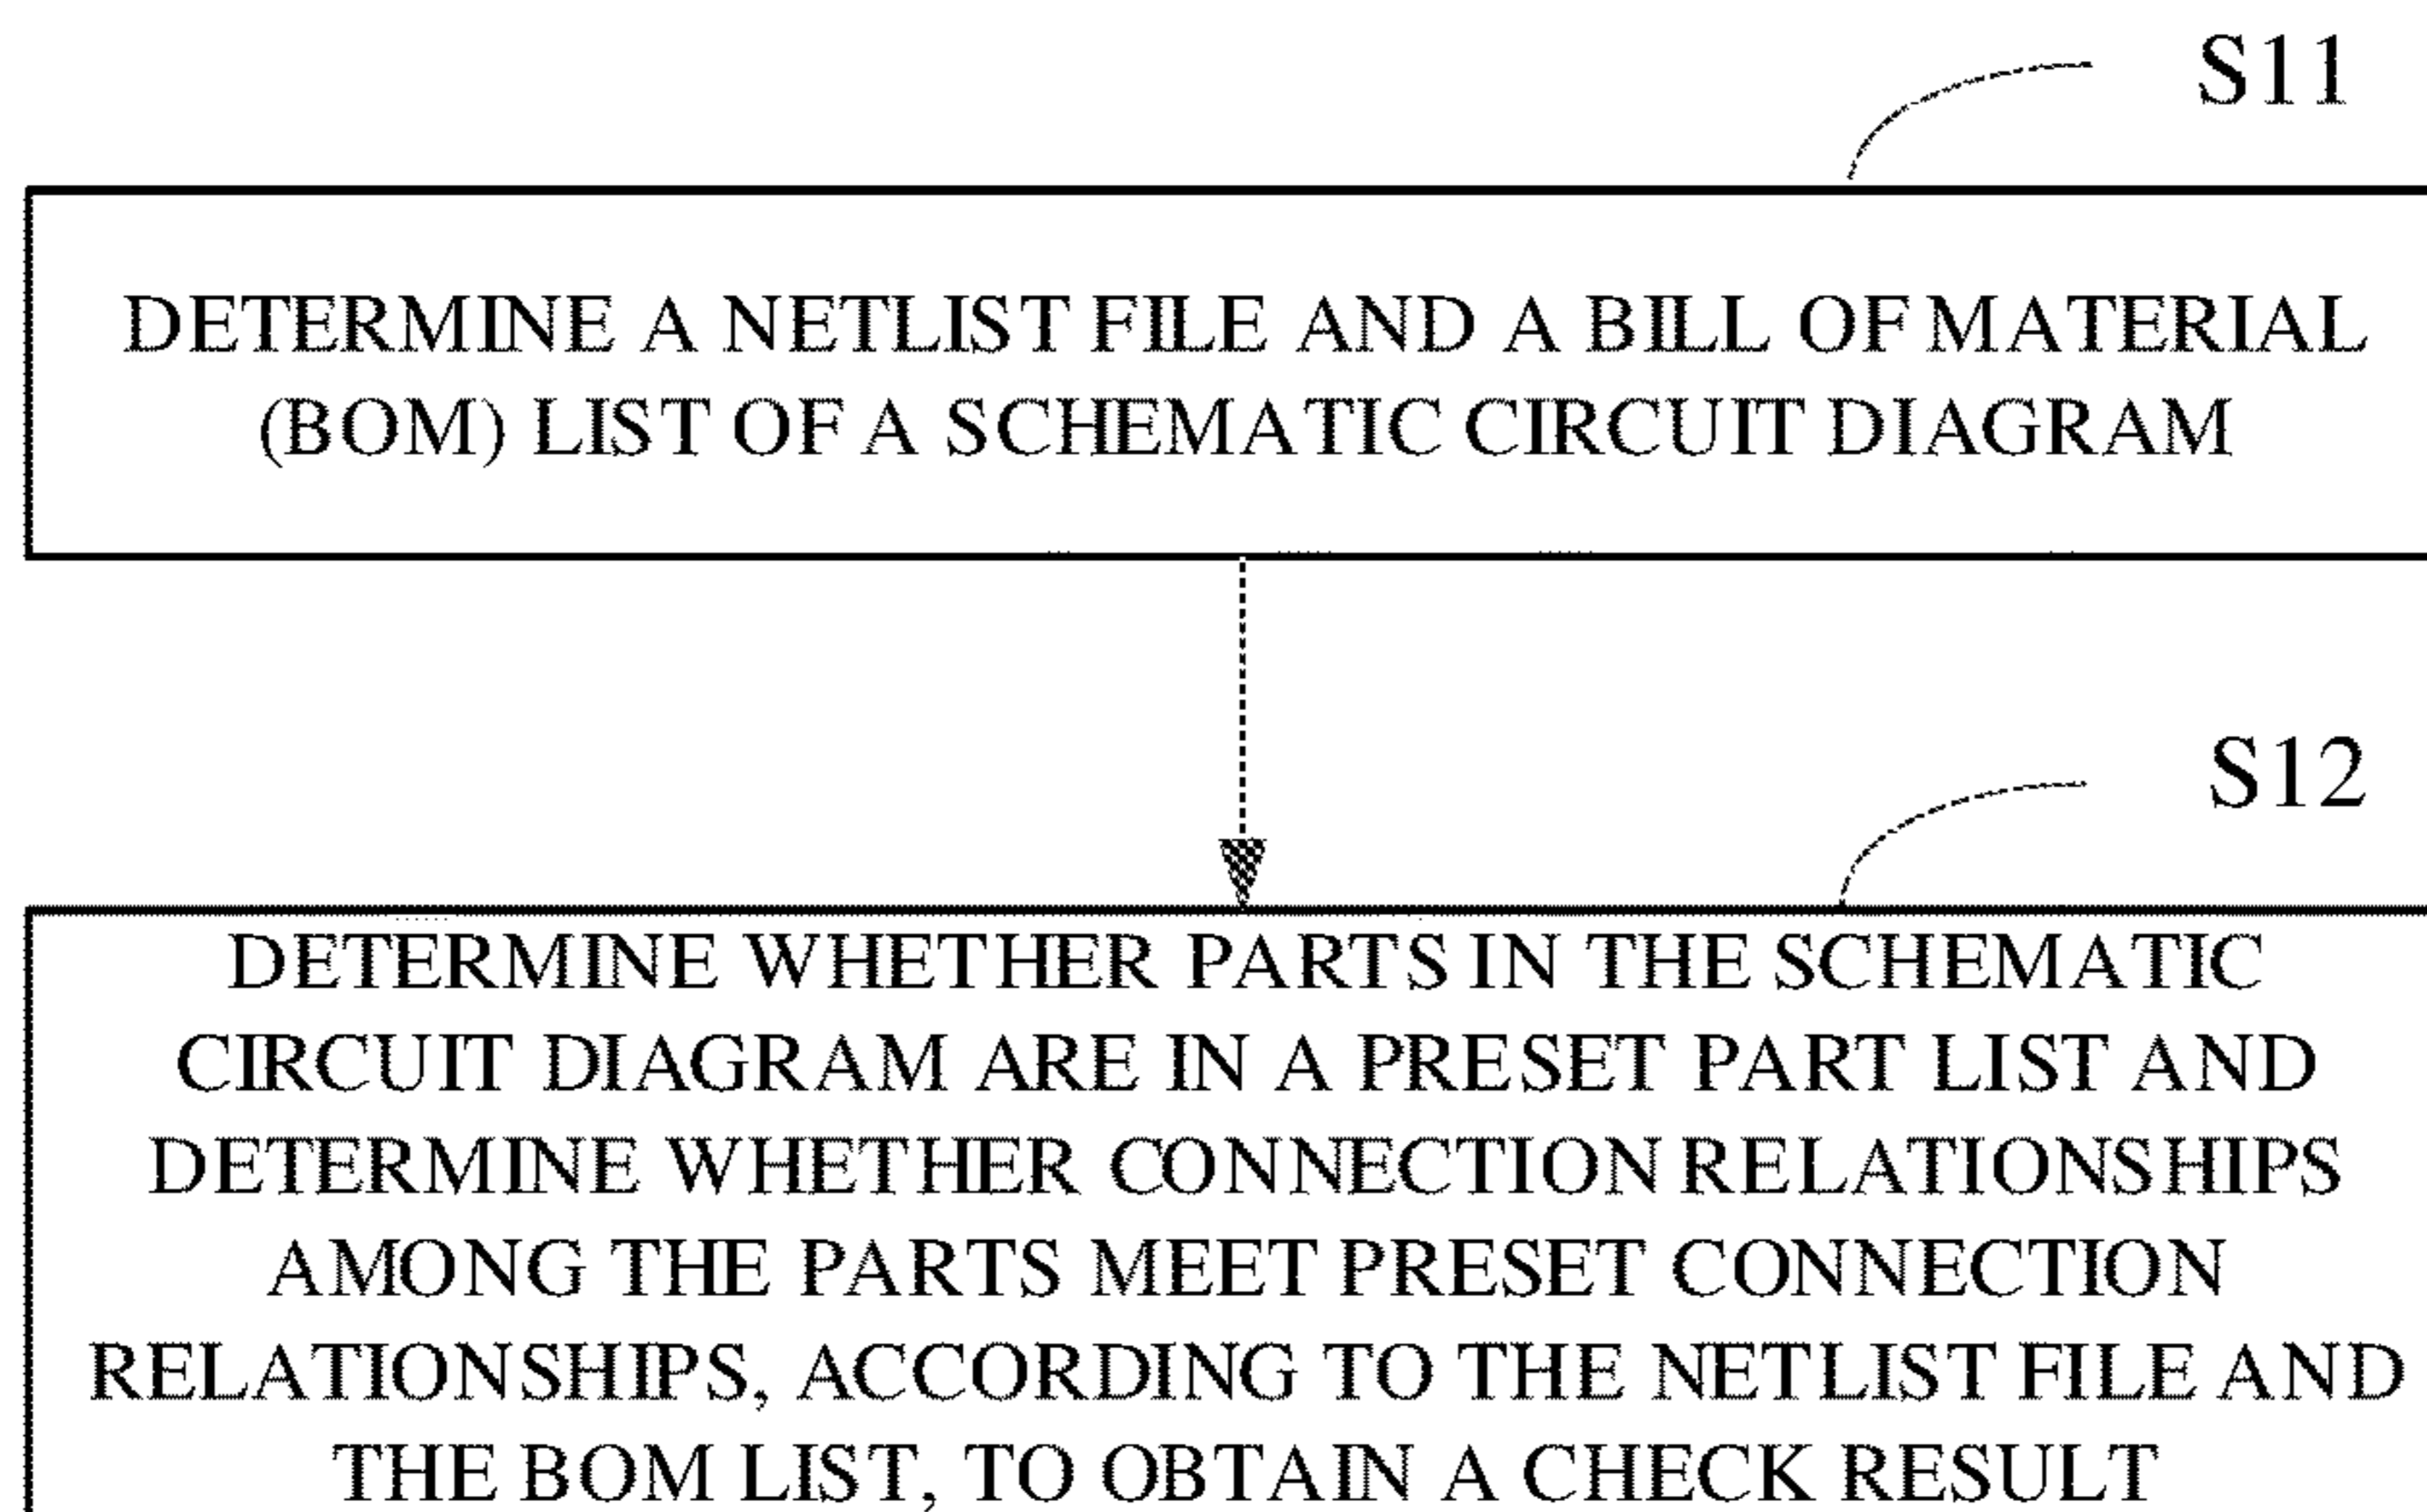 S11
DETERMINE A NETLIST FILE AND A BILL OF MATERIAL
(BOM) LIST OF A SCHEMATIC CIRCUIT DIAGRAM
S12
DETERMINE WHETHER PARTS IN THE SCHEMATIC
CIRCUIT DIAGRAM ARE IN A PRESET PART LIST AND
DETERMINE WHETHER CONNECTION RELATIONSHIPS
AMONG THE PARTS MEET PRESET CONNECTION
RELATIONSHIPS, ACCORDING TO THE NETLIST FILE AND
THE BOM LIST, TO OBTAIN A CHECK RESULT